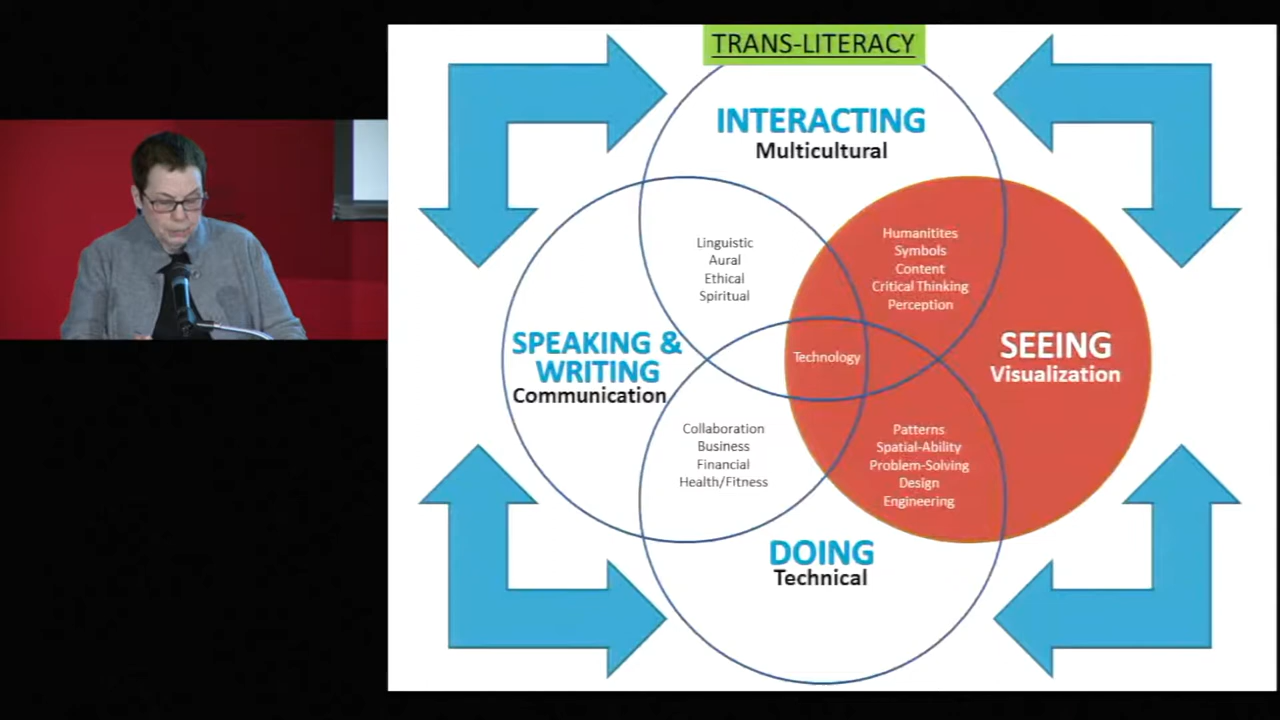 TRANS-LITERACY
INTERACTING
Multicultural
Linguistic
Aural
Ethical
Spiritual
Humanitites
Symbols
Content
Critical Thinking
Perception
SPEAKING &
WRITING
Communication
Technology
SEEING
Visualization
Collaboration
Business
Financial
Health/Fitness
Patterns
Spatial-Ability
Problem-Solving
Design
Engineering
DOING
Technical